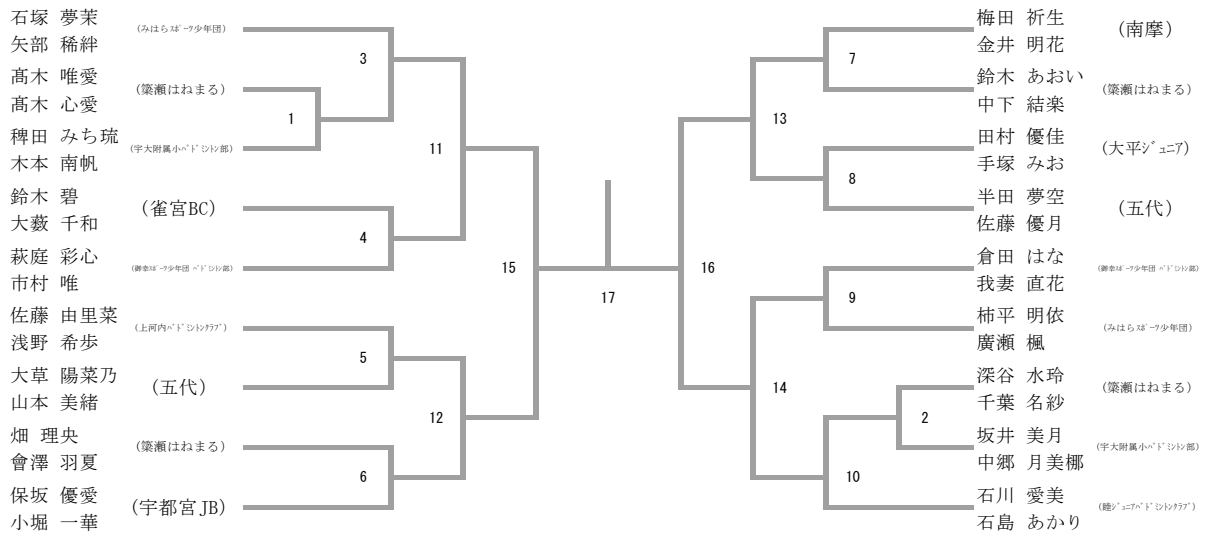 石塚 夢茉
矢部 稀絆
(みはらｽﾎﾟｰﾂ少年団)
髙木 唯愛
髙木 心愛
(簗瀬はねまる)
稗田 みち琉
木本 南帆
(宇大附属小ﾊﾞﾄﾞﾐﾝﾄﾝ部)
鈴木 碧
大薮 千和
(雀宮BC)
萩庭 彩心
市村 唯
(御幸ｽﾎﾟｰﾂ少年団 ﾊﾞﾄﾞﾐﾝﾄﾝ部)
佐藤 由里菜
浅野 希歩
(上河内ﾊﾞﾄﾞﾐﾝﾄﾝｸﾗﾌﾞ)
大草 陽菜乃
山本 美緒
(五代)
畑 理央
會澤 羽夏
(簗瀬はねまる)
保坂 優愛
小堀 一華
(宇都宮JB)
3
1
11
4
15
5
12
6
17
7
13
8
16
9
14
2
10
梅田 祈生
金井 明花
(南摩)
鈴木 あおい
中下 結楽
(簗瀬はねまる)
田村 優佳
手塚 みお
(大平ｼﾞｭﾆｱ)
半田 夢空
佐藤 優月
(五代)
倉田 はな
我妻 直花
(御幸ｽﾎﾟｰﾂ少年団 ﾊﾞﾄﾞﾐﾝﾄﾝ部)
柿平 明依
廣瀬 楓
(みはらｽﾎﾟｰﾂ少年団)
深谷 水玲
千葉 名紗
(簗瀬はねまる)
坂井 美月
中郷 月美梛
(宇大附属小ﾊﾞﾄﾞﾐﾝﾄﾝ部)
石川 愛美
石島 あかり
(睦ｼﾞｭﾆｱﾊﾞﾄﾞﾐﾝﾄﾝｸﾗﾌﾞ)